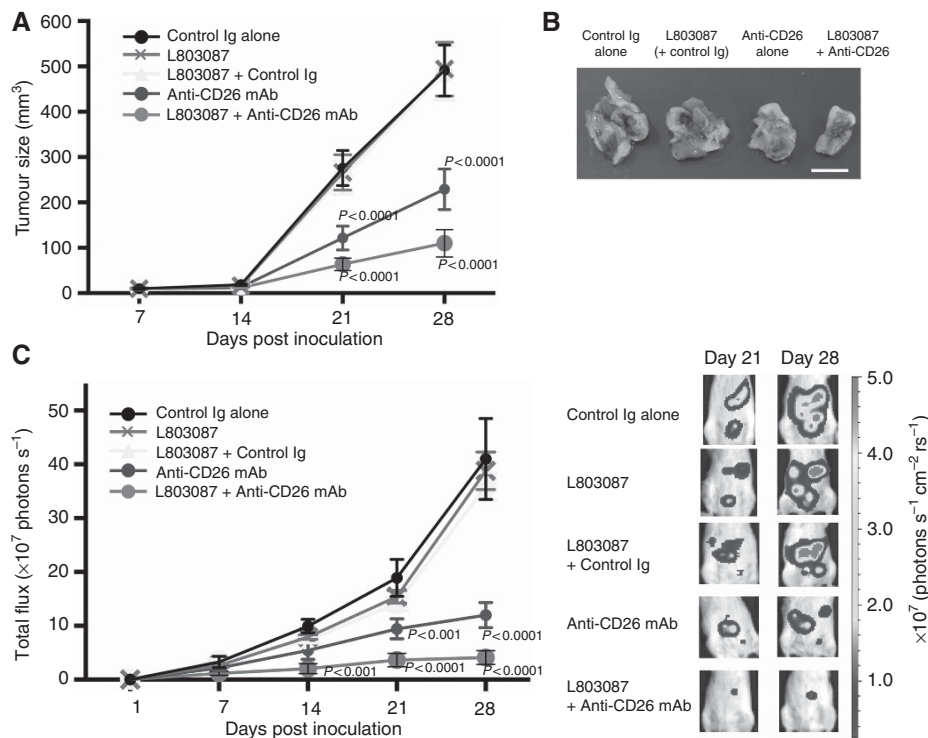 A
600
500
400
300
200
100
0
Tumour size (mm³)
Control Ig alone
L803087
L803087 + Control Ig
Anti-CD26 mAb
L803087 + Anti-CD26 mAb
P<0.0001
P<0.0001
P<0.0001
P<0.0001
7 14 21 28
Days post inoculation
B
Control Ig alone
L803087 (+ control Ig)
Anti-CD26 alone
L803087 + Anti-CD26
C
50
40
30
20
10
0
Total flux (×10⁷ photons s⁻¹)
Control Ig alone
L803087
L803087 + Control Ig
Anti-CD26 mAb
L803087 + Anti-CD26 mAb
P<0.001
P<0.0001
P<0.001
P<0.0001
P<0.0001
1 7 14 21 28
Days post inoculation
Day 21 Day 28
Control Ig alone
L803087
L803087
+ Control Ig
Anti-CD26 mAb
L803087
+ Anti-CD26 mAb
5.0
4.0
3.0
2.0
1.0
×10⁷ (photons s⁻¹ cm⁻² rs⁻¹)